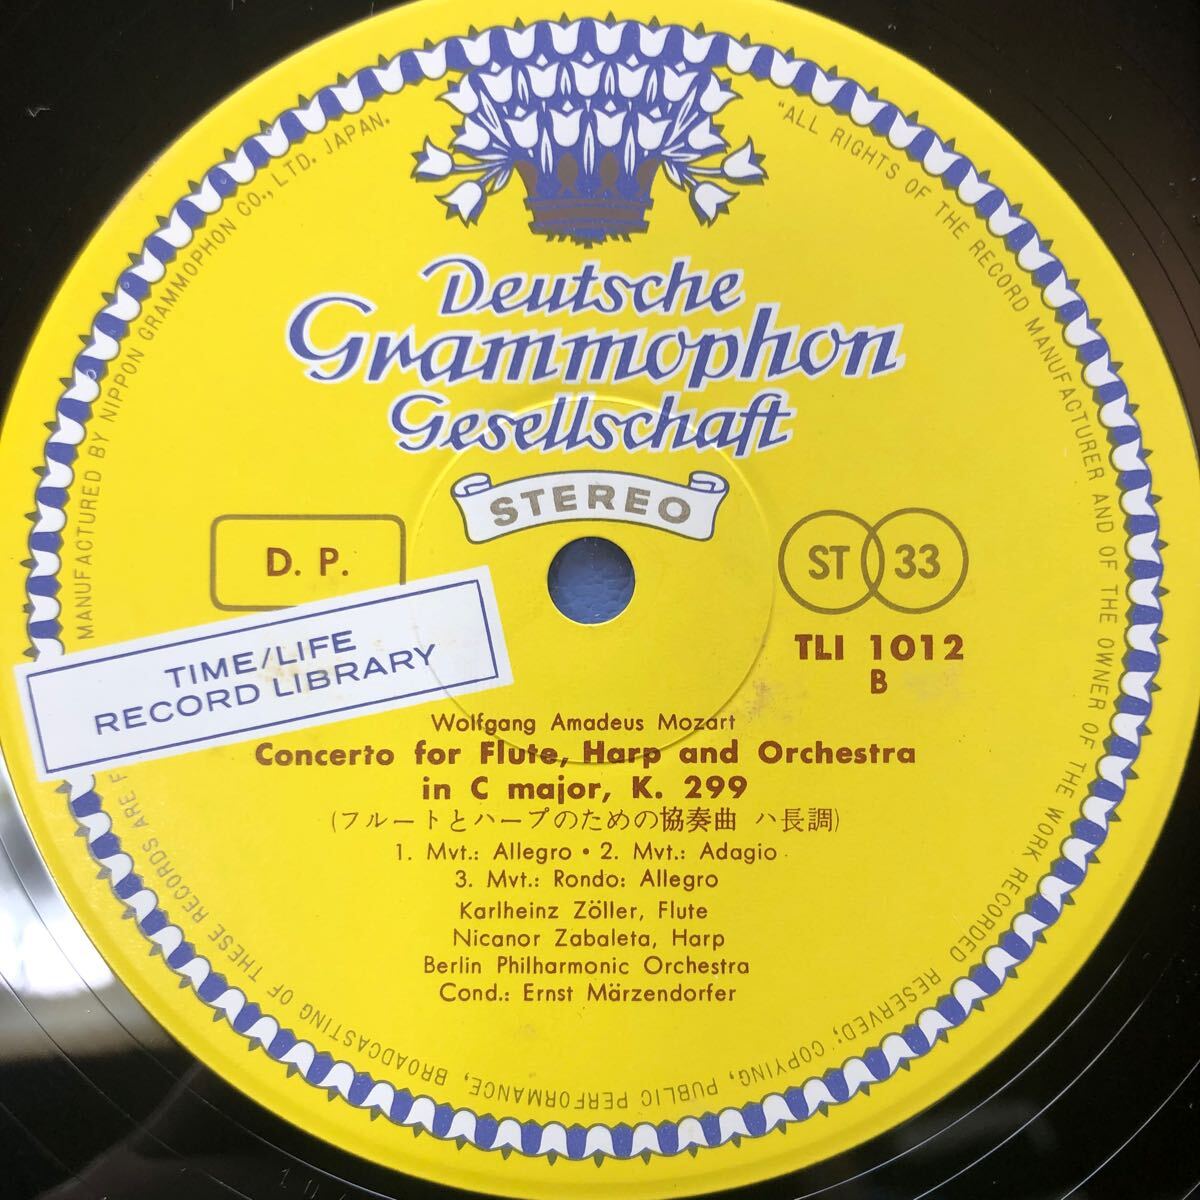 Deutsche
Grammophon
Gesellschaft
STEREO
D. P.
ST 33
TIME/LIFE
RECORD LIBRARY
TLI 1012
B
Wolfgang Amadeus Mozart
Concerto for Flute, Harp and Orchestra
in C major, K. 299
(フルートとハープのための協奏曲 ハ長調)
1. Mvt.: Allegro • 2. Mvt.: Adagio
3. Mvt.: Rondo: Allegro
Karlheinz Zöller, Flute
Nicanor Zabaleta, Harp
Berlin Philharmonic Orchestra
Cond.: Ernst Märzendorfer
"ALL RIGHTS OF THE RECORD MANUFACTURER AND OF THE OWNER OF THE WORK RECORDED RESERVED; COPYING, PUBLIC PERFORMANCE, BROADCASTING OF THESE RECORDS ARE F
MANUFACTURED BY NIPPON GRAMMOPHON CO., LTD. JAPAN.